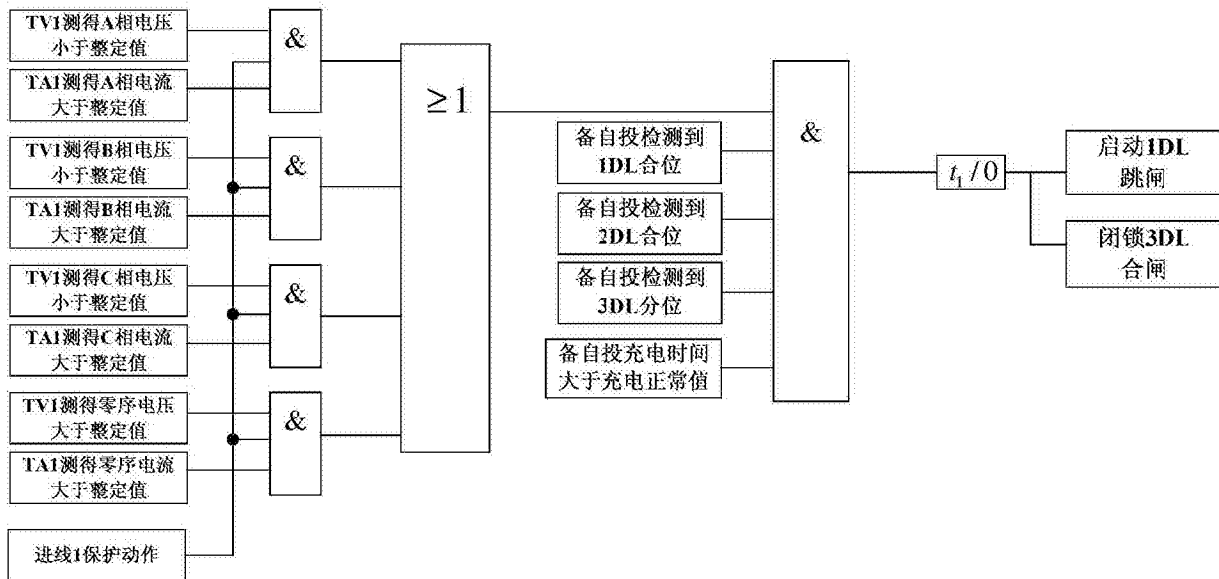 TV1测得A相电压
小于整定值
TA1测得A相电流
大于整定值
&
TV1测得B相电压
小于整定值
TA1测得B相电流
大于整定值
&
TV1测得C相电压
小于整定值
TA1测得C相电流
大于整定值
&
TV1测得零序电压
大于整定值
TA1测得零序电流
大于整定值
&
进线1保护动作
≥1
备自投检测到
1DL合位
备自投检测到
2DL合位
备自投检测到
3DL分位
备自投充电时间
大于充电正常值
&
t₁/0
启动1DL
跳闸
闭锁3DL
合闸